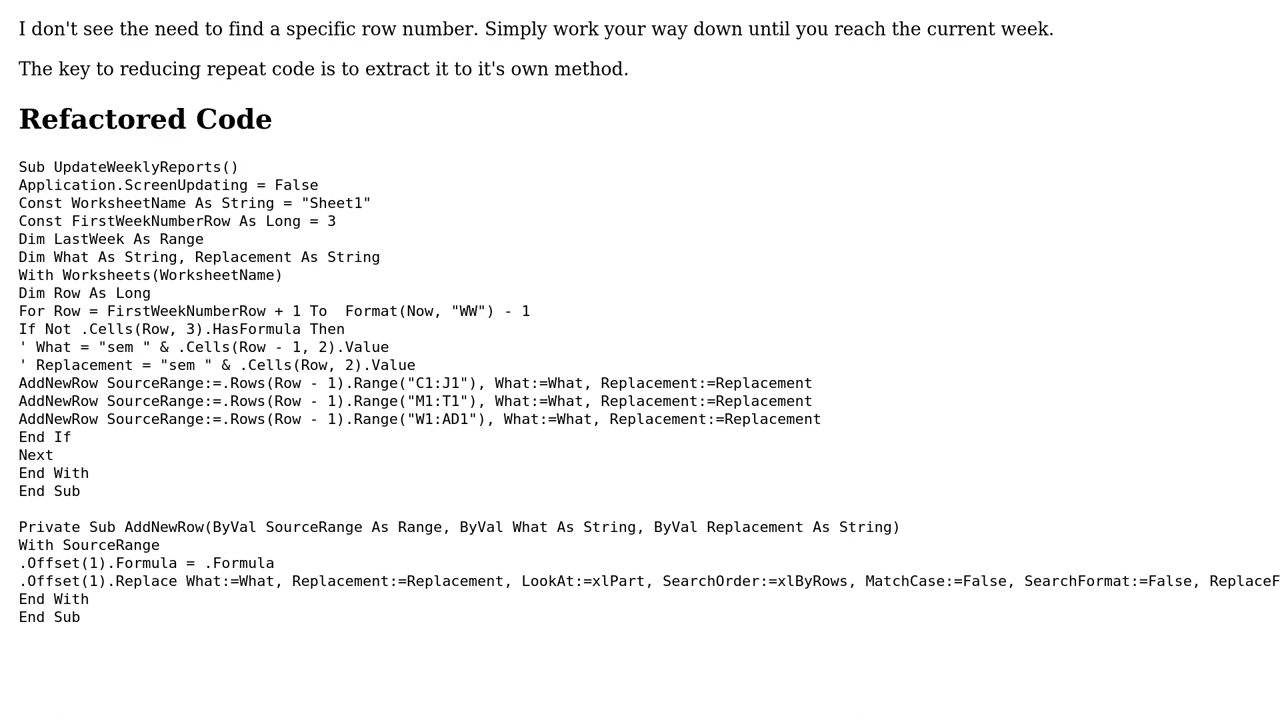 I don't see the need to find a specific row number. Simply work your way down until you reach the current week.
The key to reducing repeat code is to extract it to it's own method.
Refactored Code
Sub UpdateWeeklyReports()
Application.ScreenUpdating = False
Const WorksheetName As String = "Sheet1"
Const FirstWeekNumberRow As Long = 3
Dim LastWeek As Range
Dim What As String, Replacement As String
With Worksheets(WorksheetName)
Dim Row As Long
For Row = FirstWeekNumberRow + 1 To  Format(Now, "WW") - 1
If Not .Cells(Row, 3).HasFormula Then
' What = "sem " & .Cells(Row - 1, 2).Value
' Replacement = "sem " & .Cells(Row, 2).Value
AddNewRow SourceRange:=.Rows(Row - 1).Range("C1:J1"), What:=What, Replacement:=Replacement
AddNewRow SourceRange:=.Rows(Row - 1).Range("M1:T1"), What:=What, Replacement:=Replacement
AddNewRow SourceRange:=.Rows(Row - 1).Range("W1:AD1"), What:=What, Replacement:=Replacement
End If
Next
End With
End Sub
Private Sub AddNewRow(ByVal SourceRange As Range, ByVal What As String, ByVal Replacement As String)
With SourceRange
.Offset(1).Formula = .Formula
.Offset(1).Replace What:=What, Replacement:=Replacement, LookAt:=xlPart, SearchOrder:=xlByRows, MatchCase:=False, SearchFormat:=False, ReplaceF
End With
End Sub